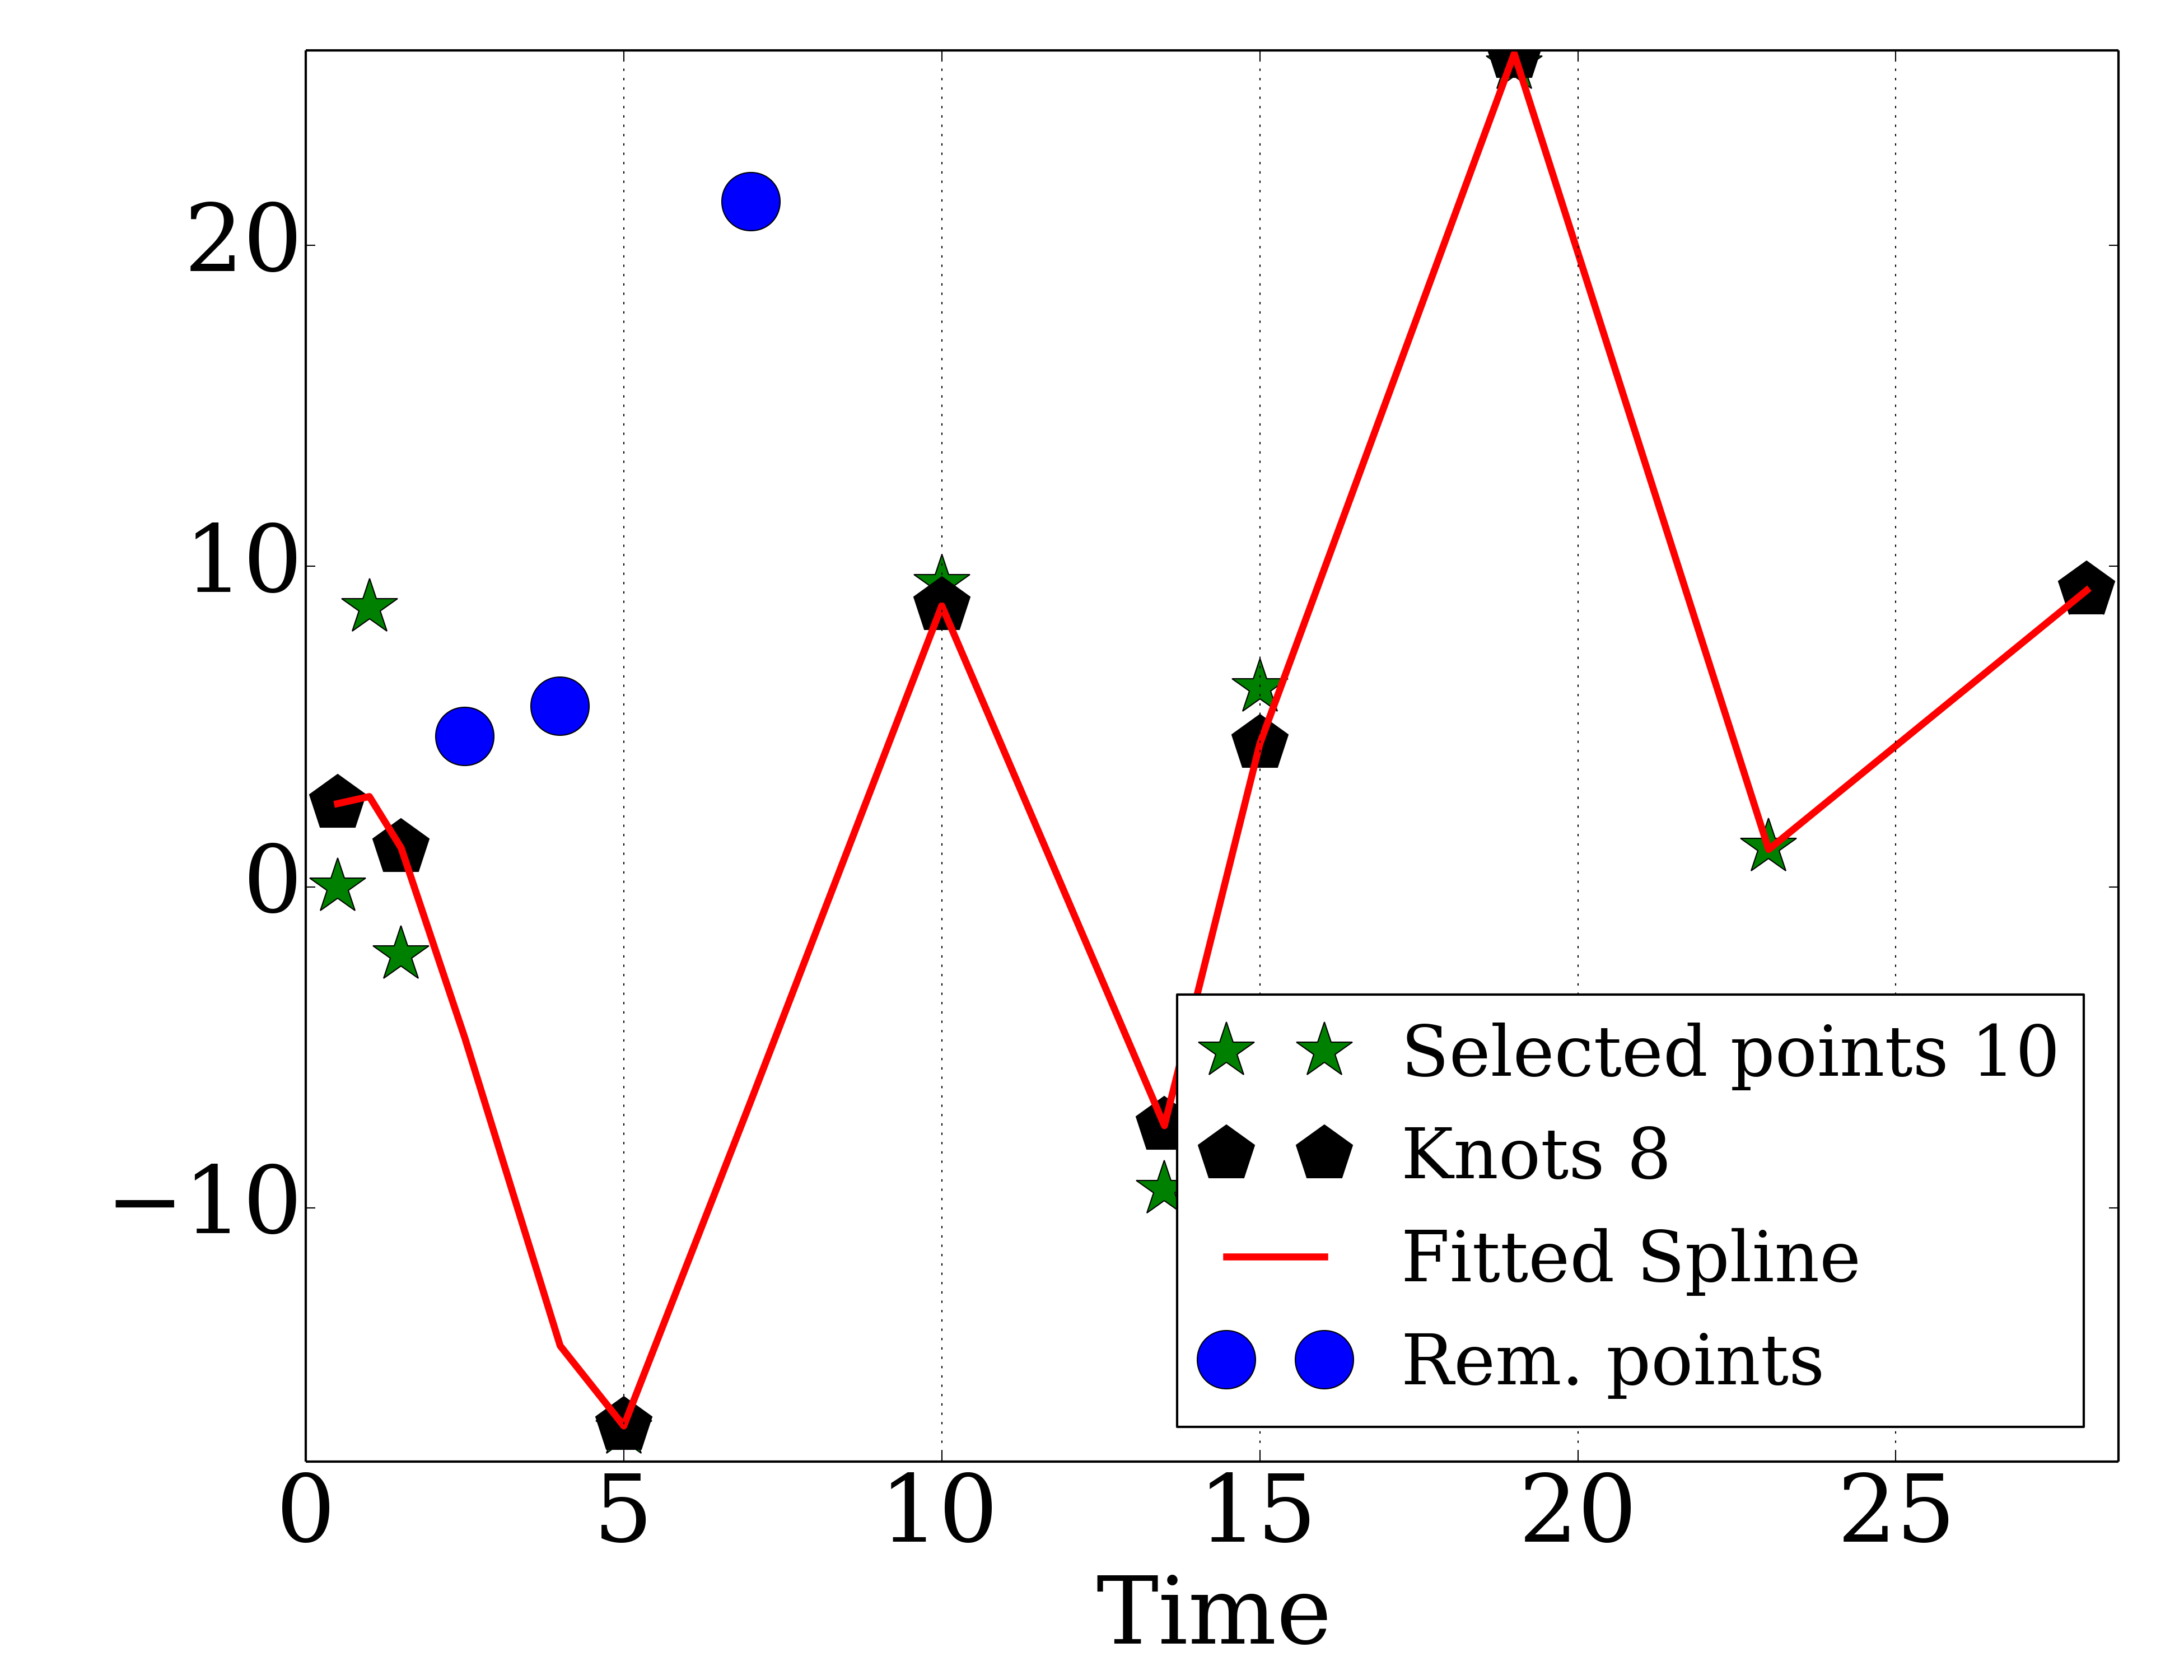 20
10
0
−10
Selected points 10
Knots 8
Fitted Spline
Rem. points
0 5 10 15 20 25
Time